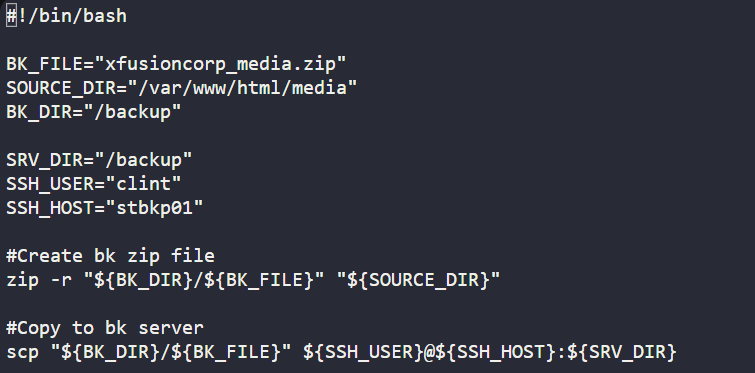 #!/bin/bash

BK_FILE="xfusioncorp_media.zip"
SOURCE_DIR="/var/www/html/media"
BK_DIR="/backup"

SRV_DIR="/backup"
SSH_USER="clint"
SSH_HOST="stbkp01"

#Create bk zip file
zip -r "${BK_DIR}/${BK_FILE}" "${SOURCE_DIR}"

#Copy to bk server
scp "${BK_DIR}/${BK_FILE}" ${SSH_USER}@${SSH_HOST}:${SRV_DIR}